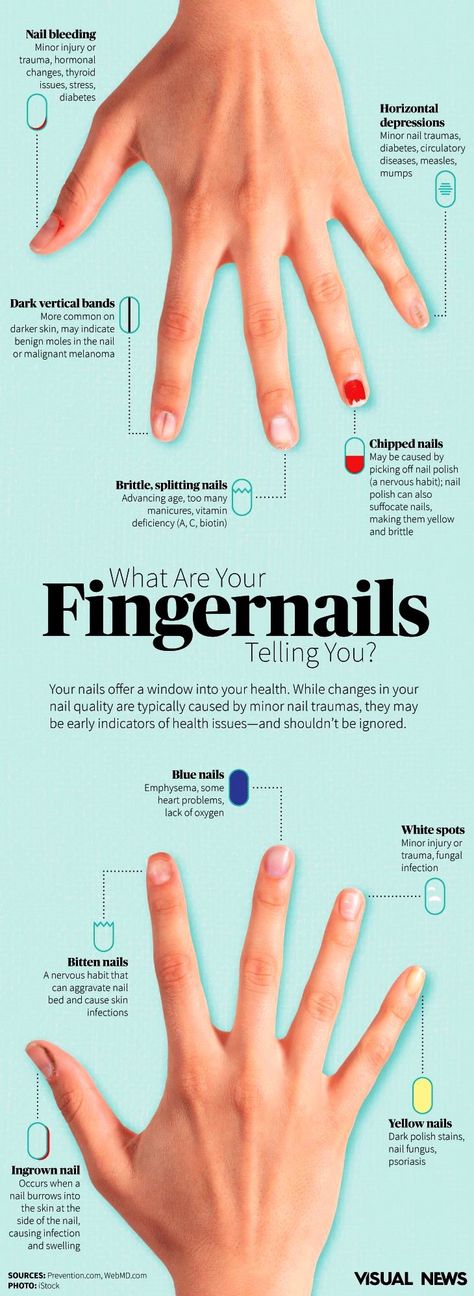 Nail bleeding
Minor injury or
trauma, hormonal
changes, thyroid
issues, stress,
diabetes
Horizontal
depressions
Minor nail traumas,
diabetes, circulatory
diseases, measles,
mumps
Dark vertical bands
More common on
darker skin, may indicate
benign moles in the nail
or malignant melanoma
Chipped nails
May be caused by
picking off nail polish
(a nervous habit); nail
polish can also
suffocate nails,
making them yellow
and brittle
Brittle, splitting nails
Advancing age, too many
manicures, vitamin
deficiency (A, C, biotin)
What Are Your
Fingernails
Telling You?
Your nails offer a window into your health. While changes in your
nail quality are typically caused by minor nail traumas, they may
be early indicators of health issues—and shouldn't be ignored.
Blue nails
Emphysema, some
heart problems,
lack of oxygen
White spots
Minor injury or
trauma, fungal
infection
Bitten nails
A nervous habit that
can aggravate nail
bed and cause skin
infections
Yellow nails
Dark polish stains,
nail fungus,
psoriasis
Ingrown nail
Occurs when a
nail burrows into
the skin at the
side of the nail,
causing infection
and swelling
SOURCES: Prevention.com, WebMD.com
PHOTO: iStock
VISUAL NEWS